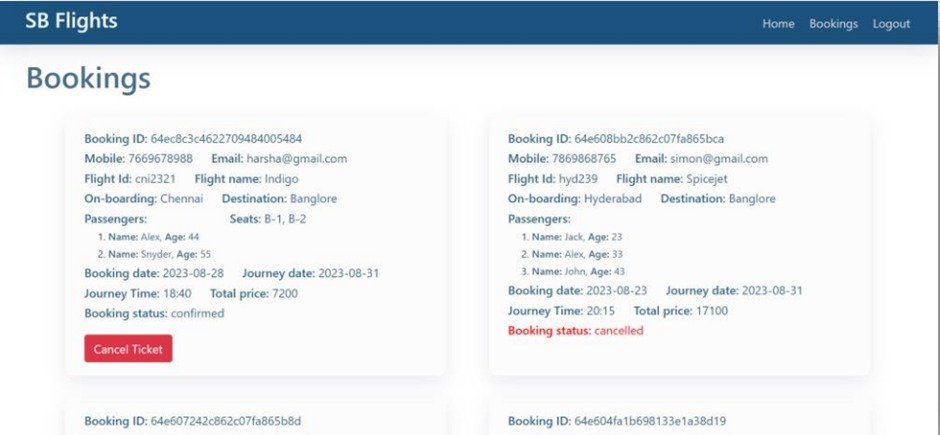 SB Flights
Home Bookings Logout
Bookings
Booking ID: 64ec8c3c4622709484005484
Mobile: 7669678988 Email: harsha@gmail.com
Flight Id: cni2321 Flight name: Indigo
On-boarding: Chennai Destination: Banglore
Passengers: Seats: B-1, B-2
1. Name: Alex, Age: 44
2. Name: Snyder, Age: 55
Booking date: 2023-08-28 Journey date: 2023-08-31
Journey Time: 18:40 Total price: 7200
Booking status: confirmed
Cancel Ticket
Booking ID: 64e608bb2c862c07fa865bca
Mobile: 7869868765 Email: simon@gmail.com
Flight Id: hyd239 Flight name: Spicejet
On-boarding: Hyderabad Destination: Banglore
Passengers:
1. Name: Jack, Age: 23
2. Name: Alex, Age: 33
3. Name: John, Age: 43
Booking date: 2023-08-23 Journey date: 2023-08-31
Journey Time: 20:15 Total price: 17100
Booking status: cancelled
Booking ID: 64e607242c862c07fa865b8d
Booking ID: 64e604fa1b698133e1a38d19